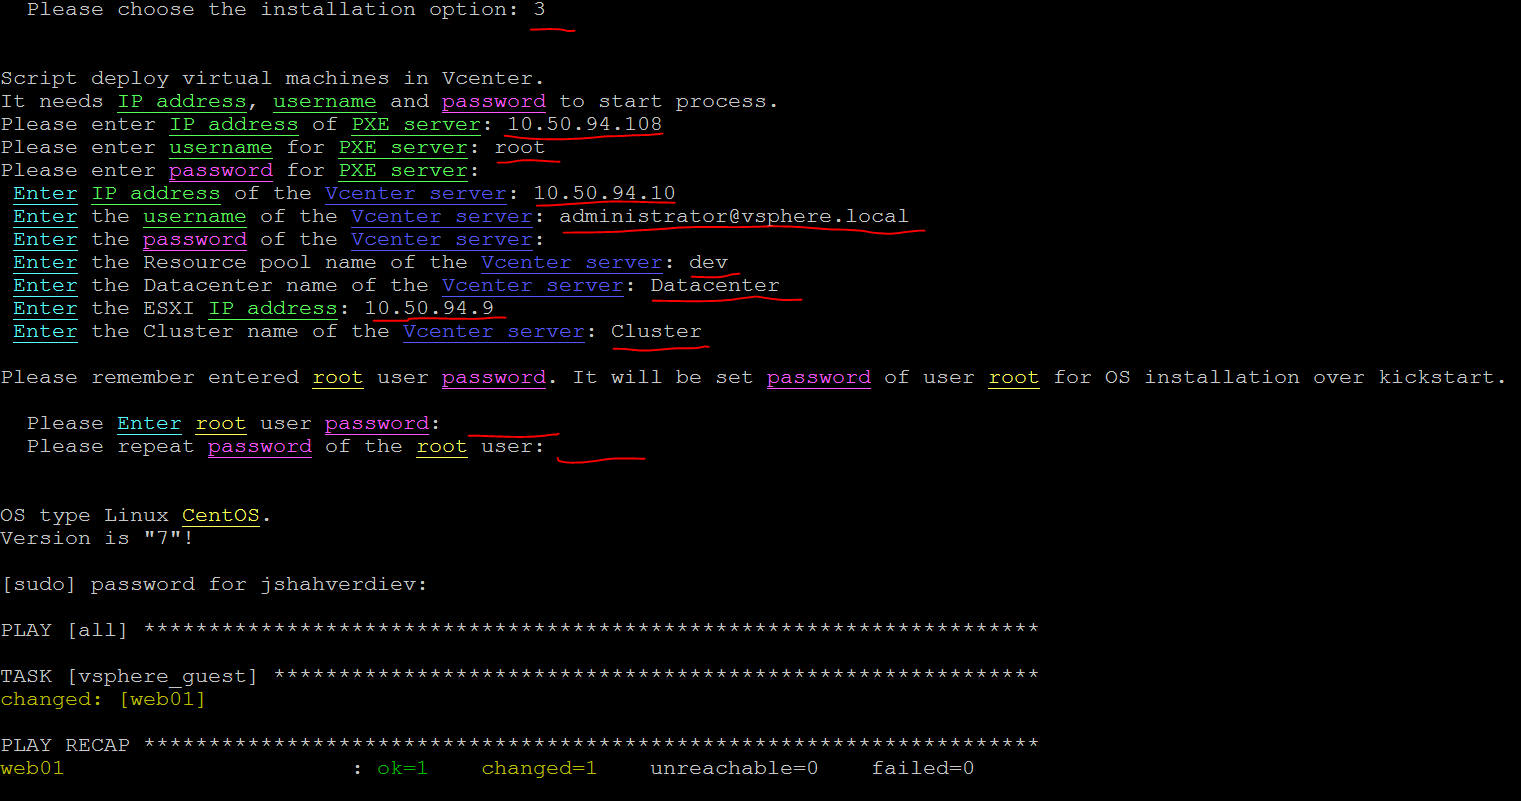 Please choose the installation option: 3
Script deploy virtual machines in Vcenter.
It needs IP address, username and password to start process.
Please enter IP address of PXE server: 10.50.94.108
Please enter username for PXE server: root
Please enter password for PXE server:
Enter IP address of the Vcenter server: 10.50.94.10
Enter the username of the Vcenter server: administrator@vsphere.local
Enter the password of the Vcenter server:
Enter the Resource pool name of the Vcenter server: dev
Enter the Datacenter name of the Vcenter server: Datacenter
Enter the ESXI IP address: 10.50.94.9
Enter the Cluster name of the Vcenter server: Cluster
Please remember entered root user password. It will be set password of user root for OS installation over kickstart.
Please Enter root user password:
Please repeat password of the root user:
OS type Linux CentOS.
Version is "7"!
[sudo] password for jshahverdiev:
PLAY [all] *********************************************************************
TASK [vsphere_guest] ***********************************************************
changed: [web01]
PLAY RECAP *********************************************************************
web01 : ok=1 changed=1 unreachable=0 failed=0